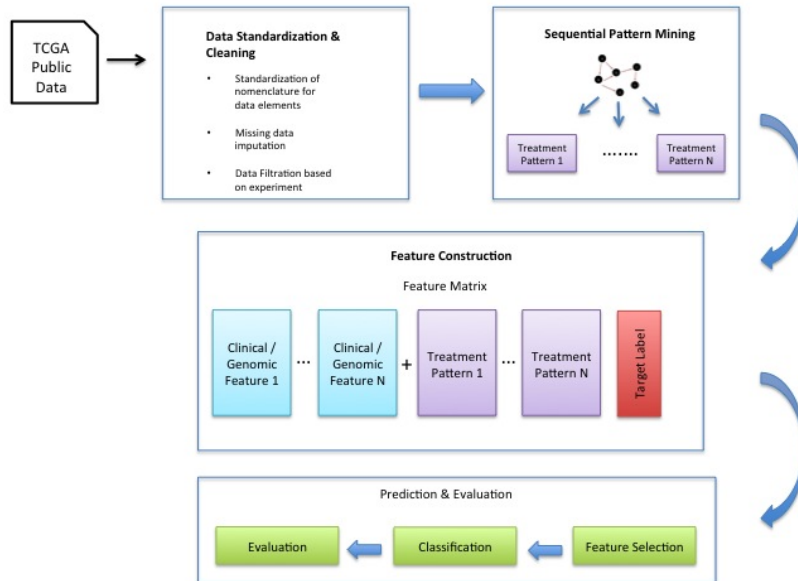 TCGA
Public
Data
Data Standardization &
Cleaning
• Standardization of
nomenclature for
data elements
• Missing data
imputation
• Data Filtration based
on experiment
Sequential Pattern Mining
Treatment
Pattern 1
.......
Treatment
Pattern N
Feature Construction
Feature Matrix
Clinical /
Genomic
Feature 1
...
Clinical /
Genomic
Feature N
+
Treatment
Pattern 1
...
Treatment
Pattern N
Target Label
Prediction & Evaluation
Evaluation
Classification
Feature Selection